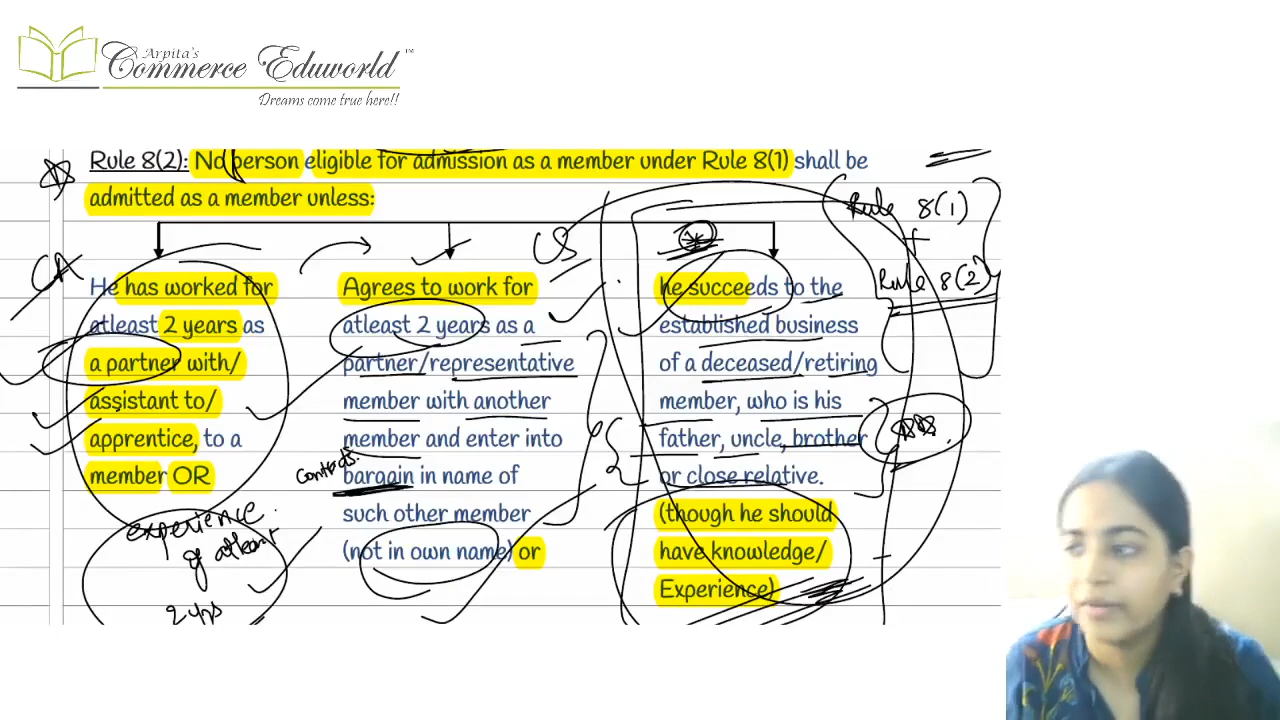 Arpita's
Commerce Eduworld™
Dreams come true here!!
Rule 8(2): No person eligible for admission as a member under Rule 8(1) shall be
admitted as a member unless:
He has worked for
atleast 2 years as
a partner with/
assistant to/
apprentice, to a
member OR
Agrees to work for
atleast 2 years as a
partner/representative
member with another
member and enter into
bargain in name of
such other member
(not in own name) or
he succeeds to the
established business
of a deceased/retiring
member, who is his
father, uncle, brother
or close relative.
(though he should
have knowledge/
Experience)
CA
experience
of atleast
2 yrs
CS
Contracts
Rule 8(1)
+
Rule 8(2)